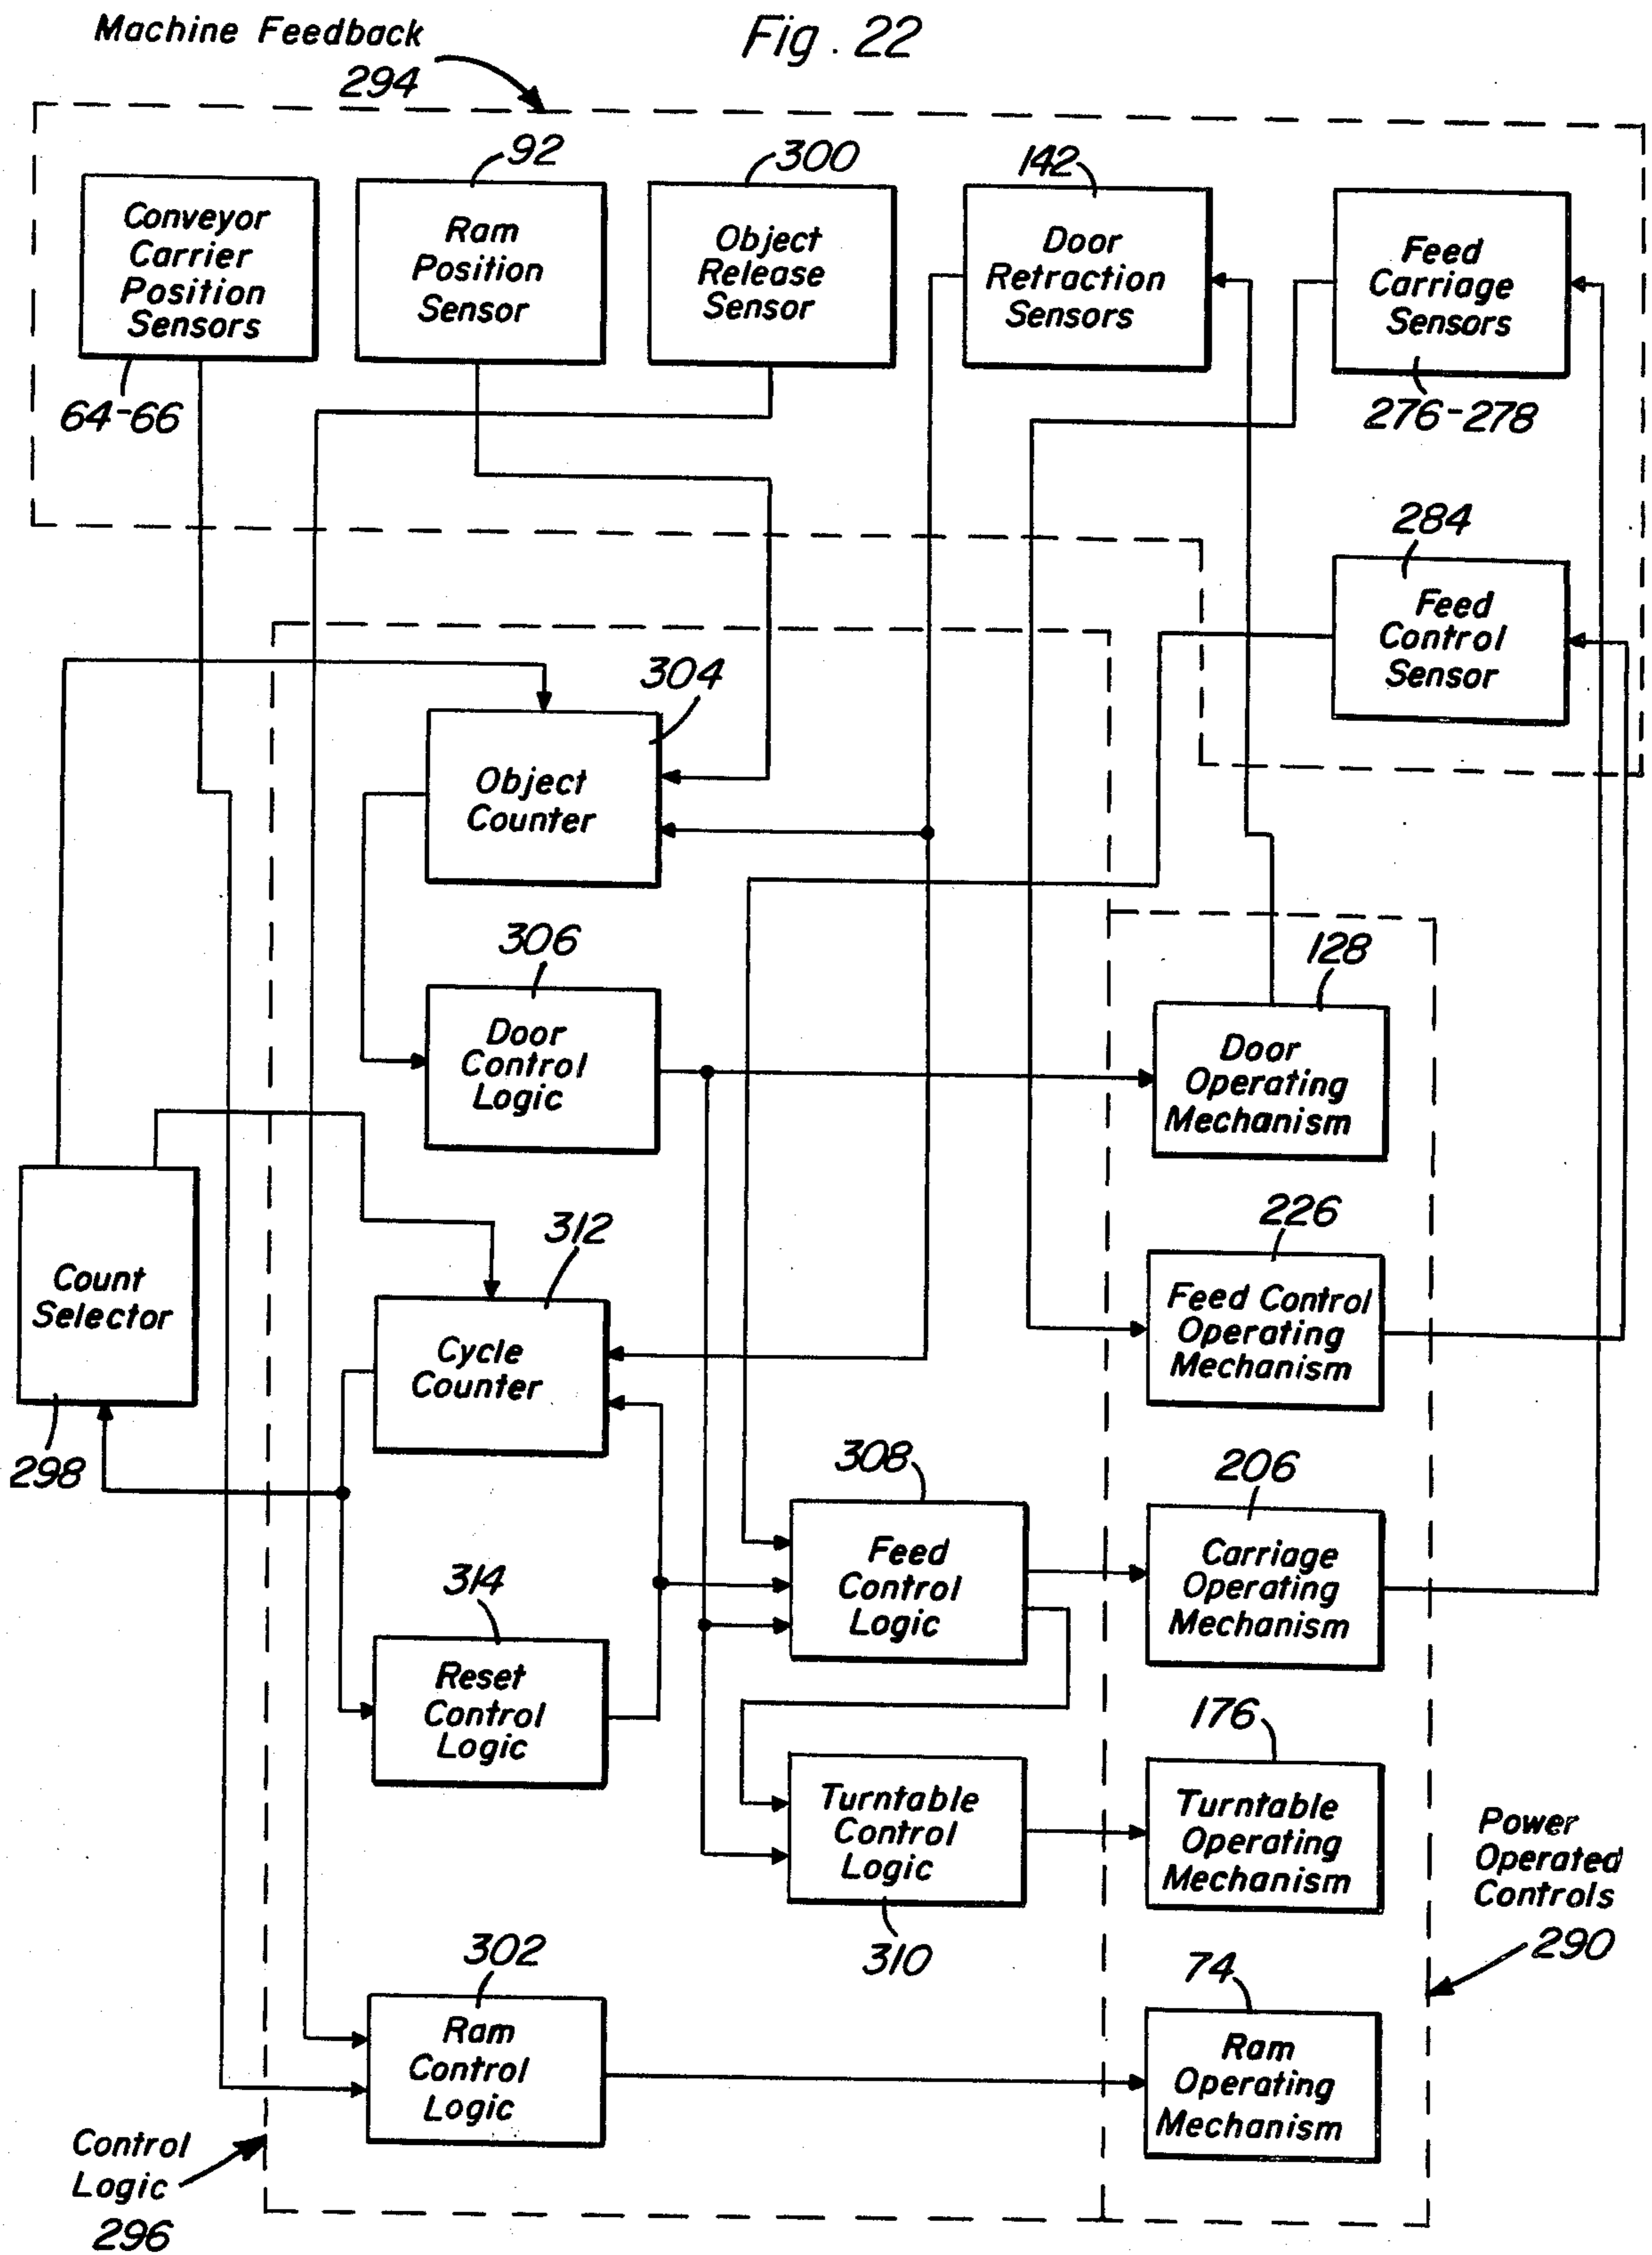 Fig. 22
Machine Feedback
294
92
300
142
Conveyor
Carrier
Position
Sensors
64-66
Ram
Position
Sensor
Object
Release
Sensor
Door
Retraction
Sensors
Feed
Carriage
Sensors
276-278
284
Feed
Control
Sensor
304
Object
Counter
306
Door
Control
Logic
128
Door
Operating
Mechanism
Count
Selector
298
312
Cycle
Counter
226
Feed Control
Operating
Mechanism
308
Feed
Control
Logic
206
Carriage
Operating
Mechanism
314
Reset
Control
Logic
Turntable
Control
Logic
310
176
Turntable
Operating
Mechanism
Power
Operated
Controls
290
302
Ram
Control
Logic
74
Ram
Operating
Mechanism
Control
Logic
296